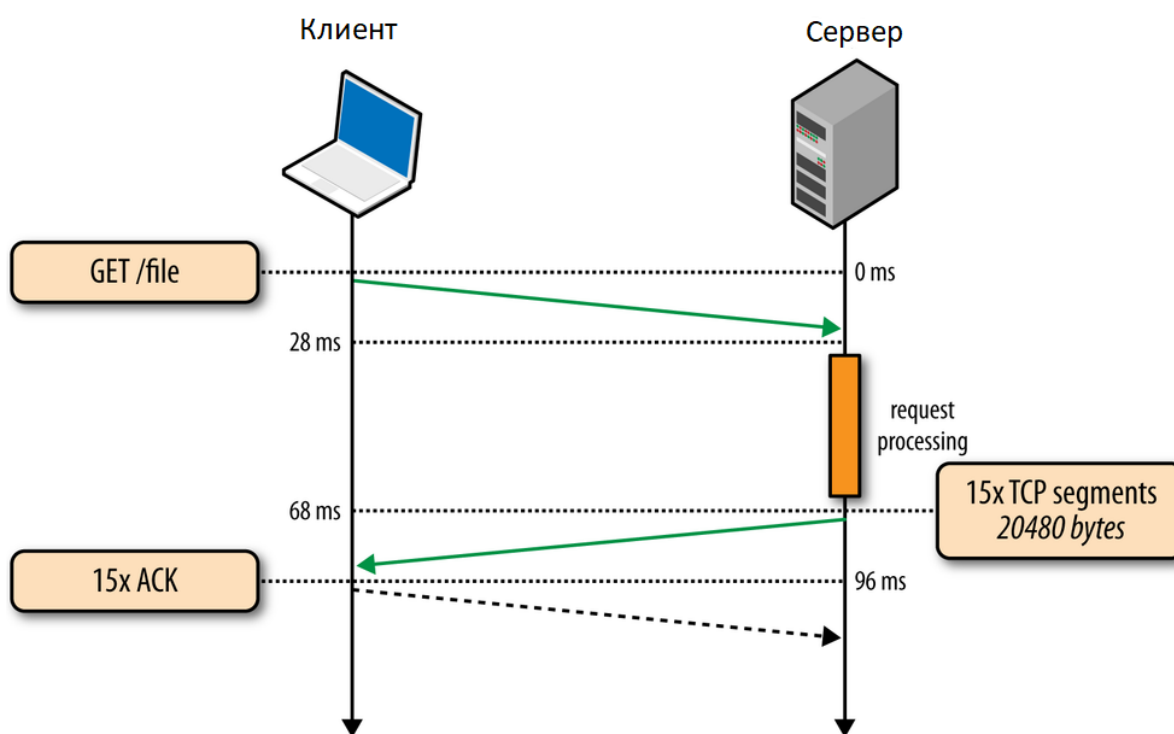 Клиент
Сервер
GET /file
0 ms
28 ms
request
processing
15x TCP segments
20480 bytes
68 ms
15x ACK
96 ms